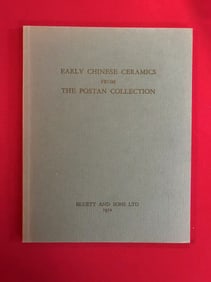 EARLY CHINESE CERAMICS
FROM
THE POSTAN COLLECTION
BLUETT AND SONS LTD
1972